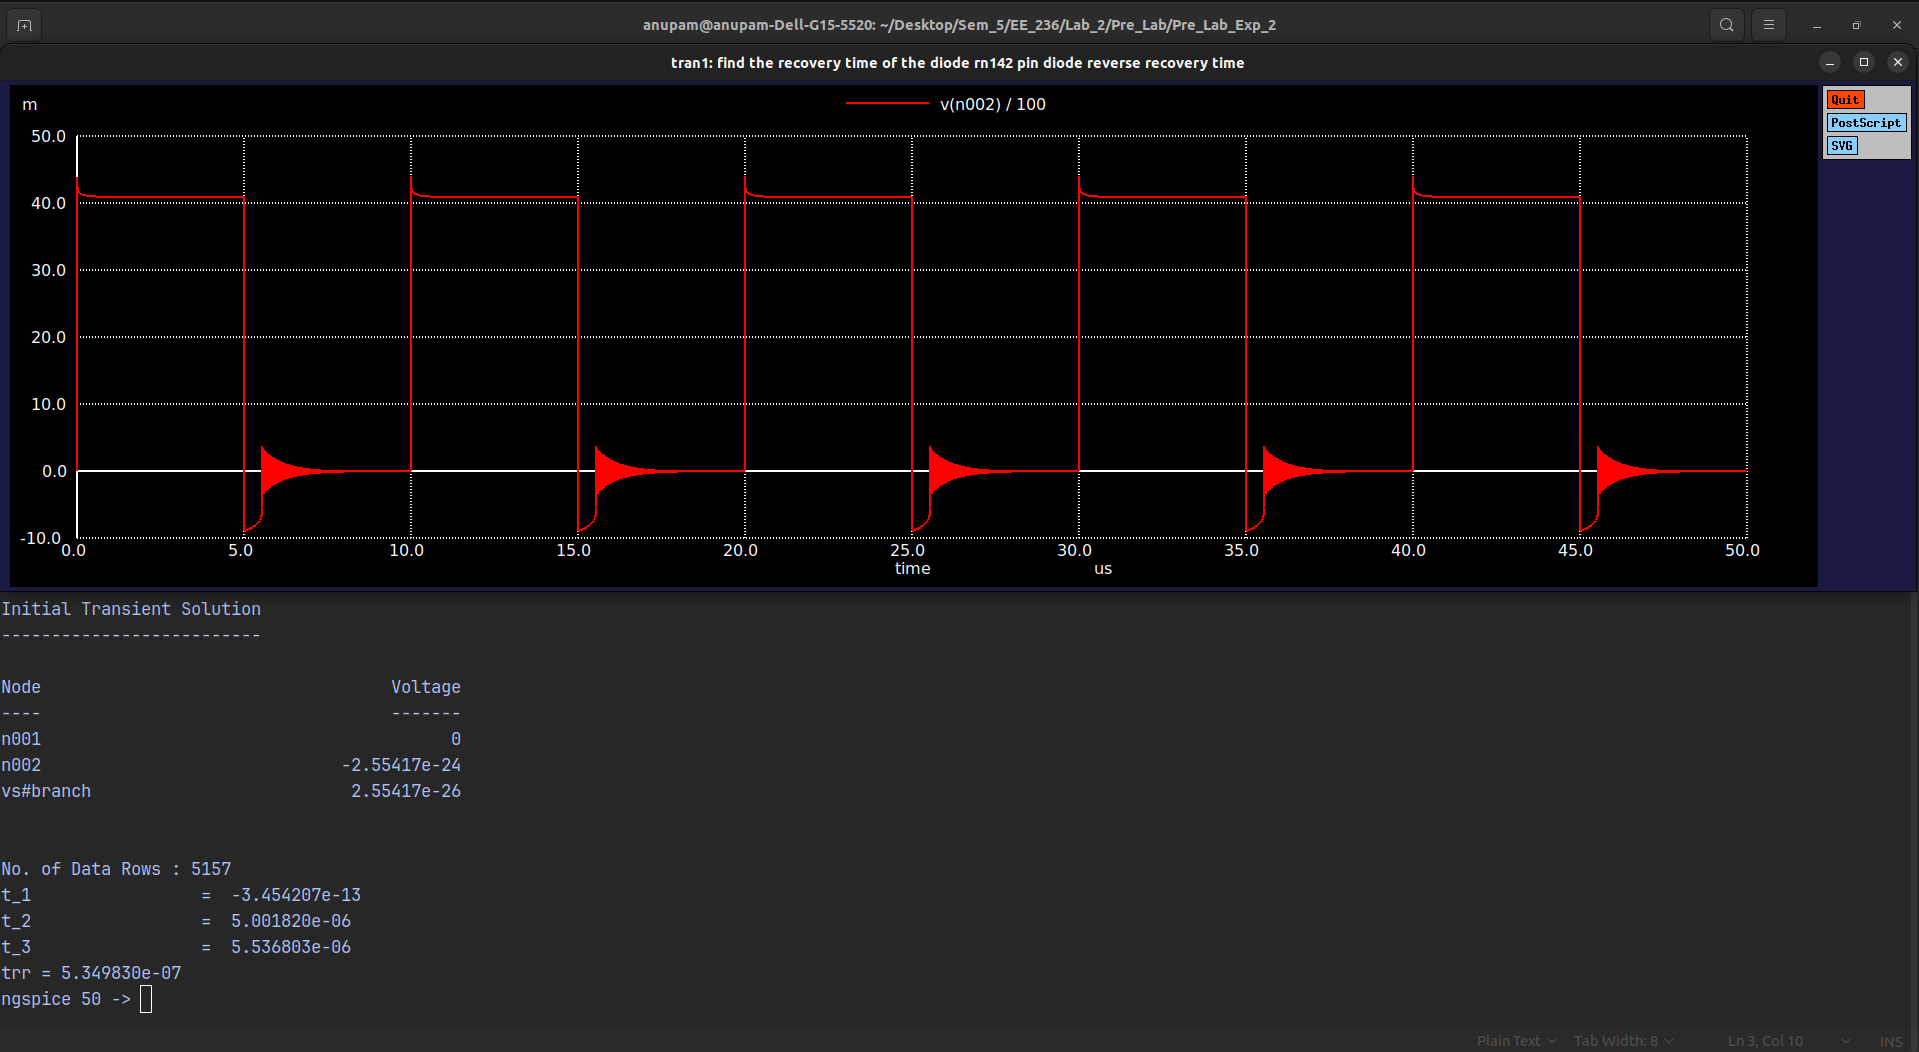 anupam@anupam-Dell-G15-5520: ~/Desktop/Sem_5/EE_236/Lab_2/Pre_Lab/Pre_Lab_Exp_2
tran1: find the recovery time of the diode rn142 pin diode reverse recovery time
m
v(n002) / 100
Quit
PostScript
SVG
50.0
40.0
30.0
20.0
10.0
0.0
-10.0
0.0 5.0 10.0 15.0 20.0 25.0 30.0 35.0 40.0 45.0 50.0
time us
Initial Transient Solution
--------------------------
Node Voltage
---- -------
n001 0
n002 -2.55417e-24
vs#branch 2.55417e-26
No. of Data Rows : 5157
t_1 = -3.454207e-13
t_2 = 5.001820e-06
t_3 = 5.536803e-06
trr = 5.349830e-07
ngspice 50 ->
Plain Text Tab Width: 8 Ln 3, Col 10 INS